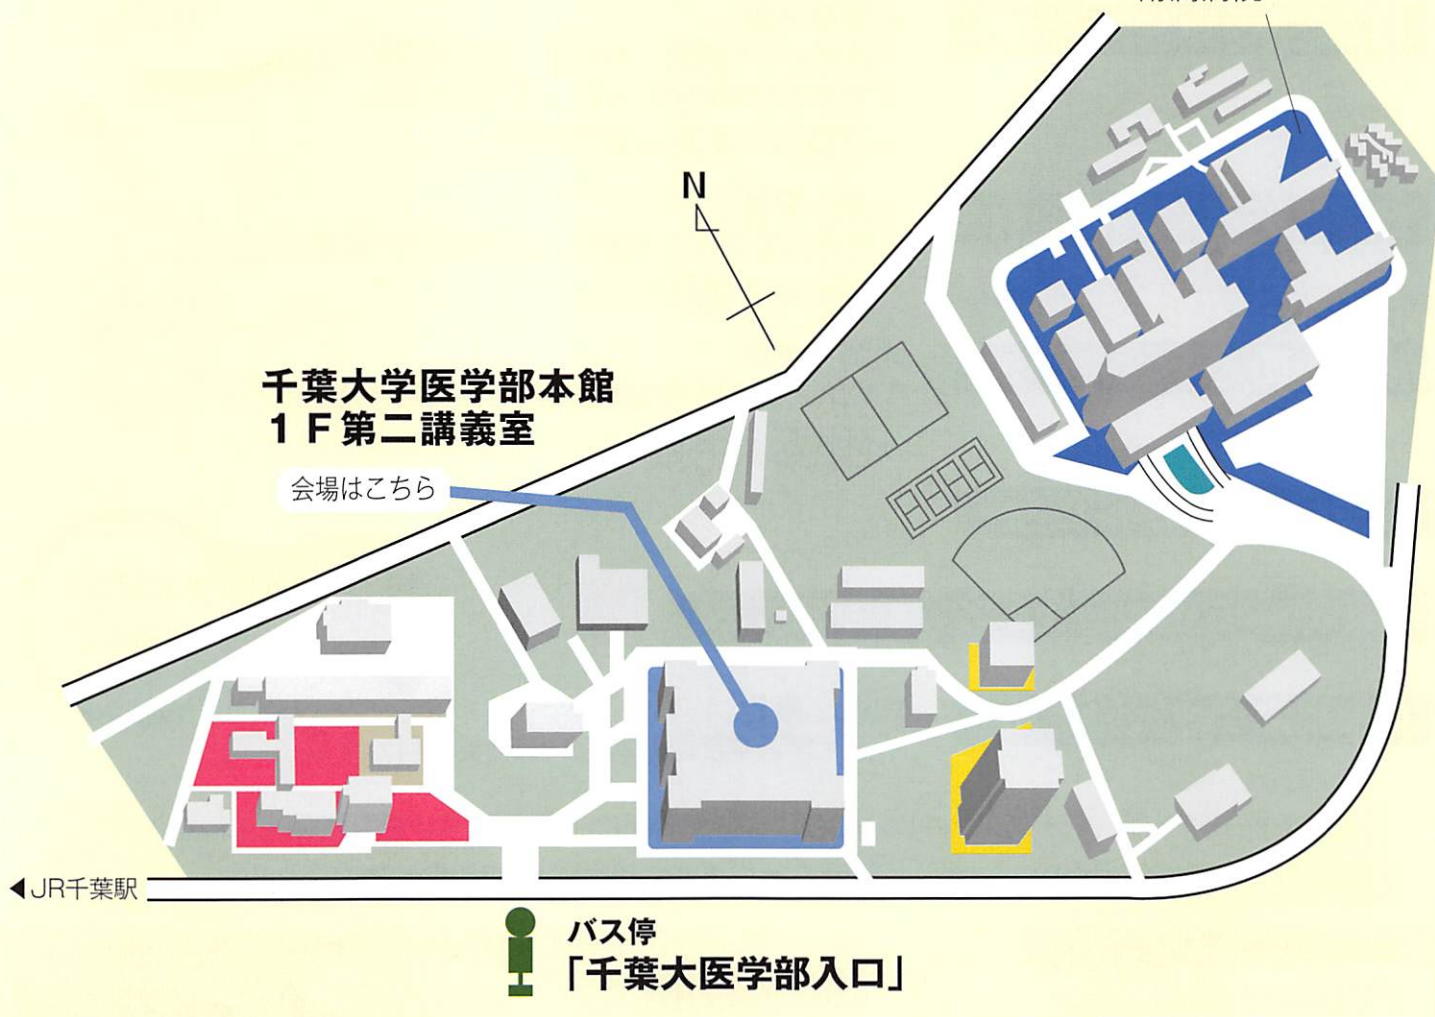 N
千葉大学医学部本館
1F第二講義室
会場はこちら
◀JR千葉駅
バス停
「千葉大医学部入口」